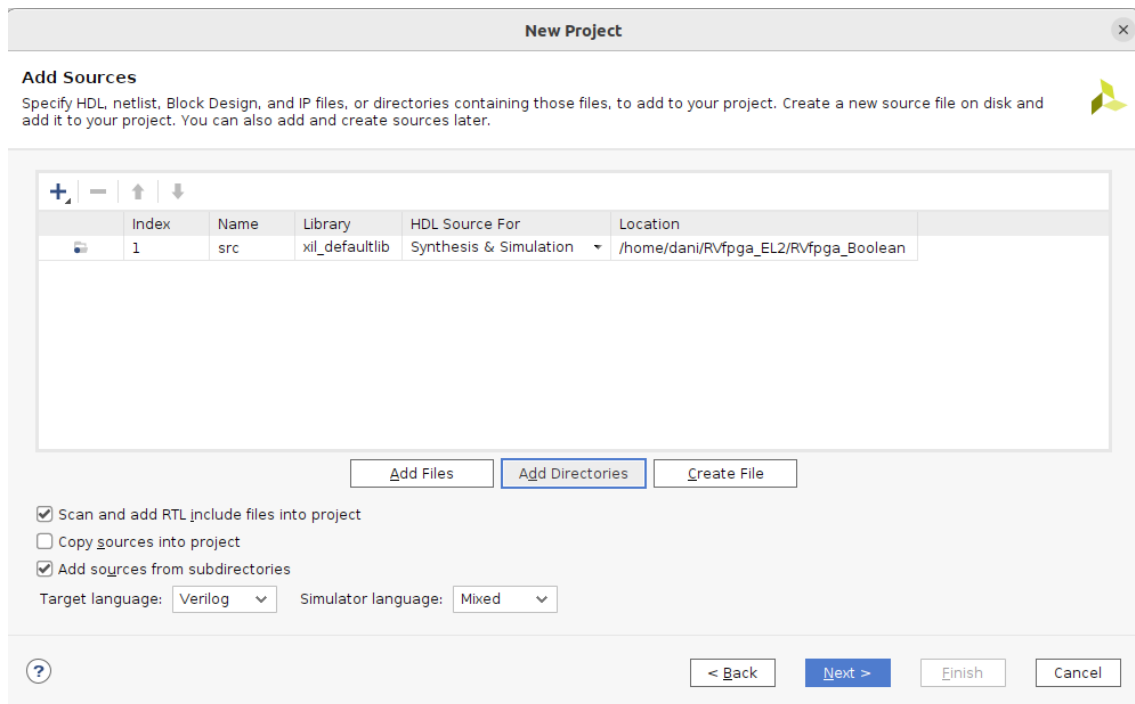 New Project
Add Sources
Specify HDL, netlist, Block Design, and IP files, or directories containing those files, to add to your project. Create a new source file on disk and
add it to your project. You can also add and create sources later.
Index Name Library HDL Source For Location
1 src xil_defaultlib Synthesis & Simulation /home/dani/RVfpga_EL2/RVfpga_Boolean
Add Files Add Directories Create File
Scan and add RTL include files into project
Copy sources into project
Add sources from subdirectories
Target language: Verilog Simulator language: Mixed
? < Back Next > Finish Cancel